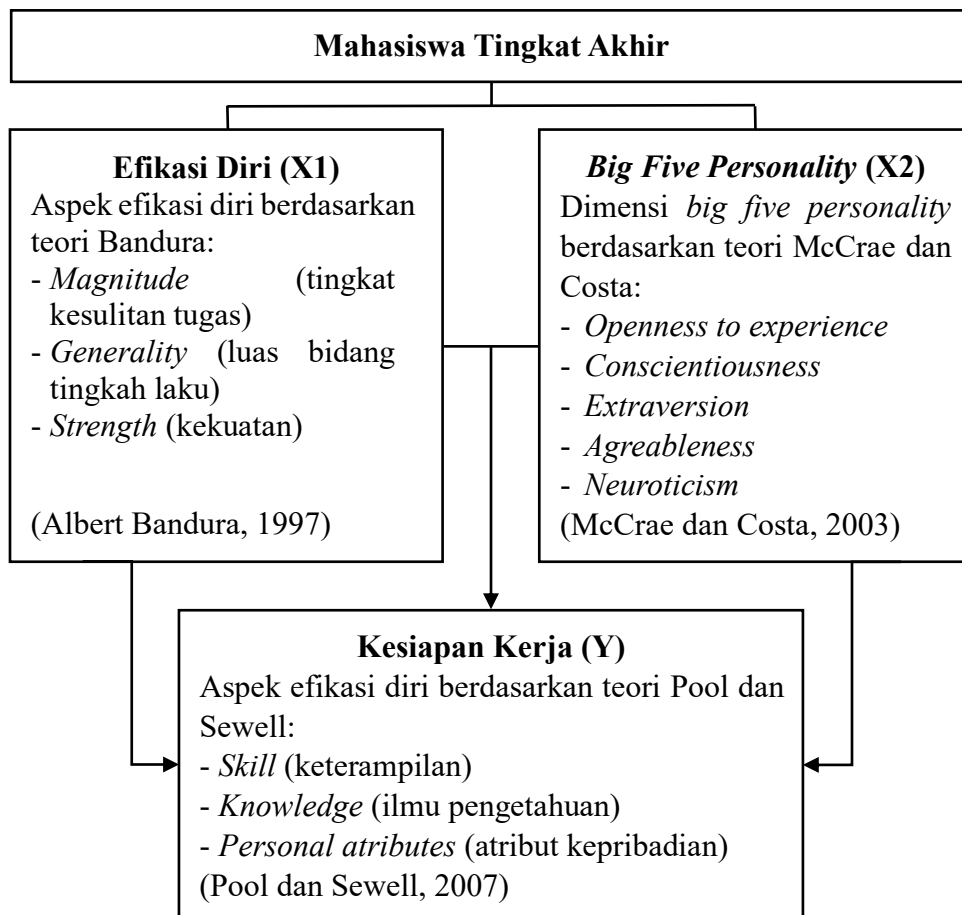 Mahasiswa Tingkat Akhir
Efikasi Diri (X1)
Aspek efikasi diri berdasarkan
teori Bandura:
- Magnitude (tingkat
kesulitan tugas)
- Generality (luas bidang
tingkah laku)
- Strength (kekuatan)
(Albert Bandura, 1997)
Big Five Personality (X2)
Dimensi big five personality
berdasarkan teori McCrae dan
Costa:
- Openness to experience
- Conscientiousness
- Extraversion
- Agreableness
- Neuroticism
(McCrae dan Costa, 2003)
Kesiapan Kerja (Y)
Aspek efikasi diri berdasarkan teori Pool dan
Sewell:
- Skill (keterampilan)
- Knowledge (ilmu pengetahuan)
- Personal atributes (atribut kepribadian)
(Pool dan Sewell, 2007)